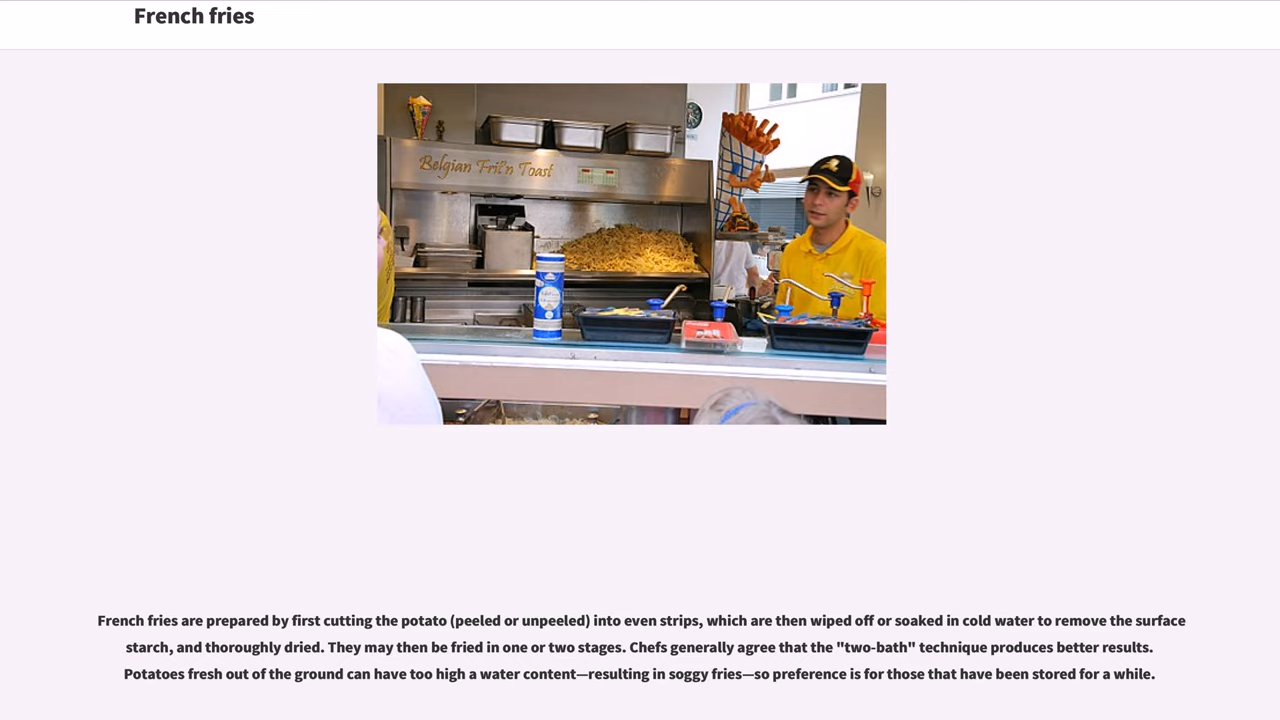 French fries
Belgian Frit'n Toast
French fries are prepared by first cutting the potato (peeled or unpeeled) into even strips, which are then wiped off or soaked in cold water to remove the surface
starch, and thoroughly dried. They may then be fried in one or two stages. Chefs generally agree that the "two-bath" technique produces better results.
Potatoes fresh out of the ground can have too high a water content—resulting in soggy fries—so preference is for those that have been stored for a while.